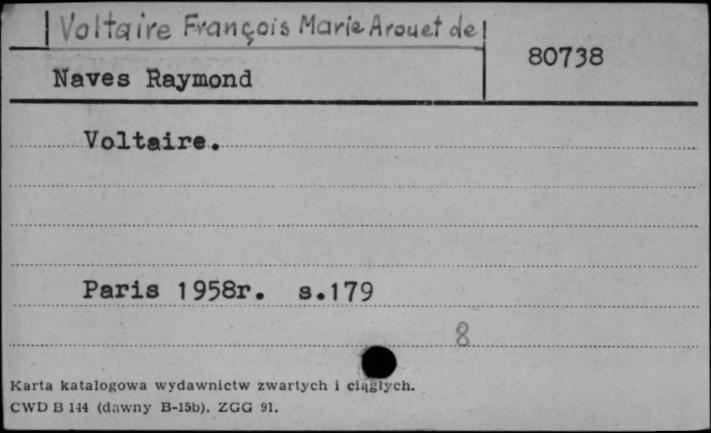 Voltaire François Marie Arouet de
80738
Naves Raymond
Voltaire.
Paris 1958r. s.179
8
Karta katalogowa wydawnictw zwartych i ciągłych.
CWD B 144 (dawny B-15b). ZGG 91.